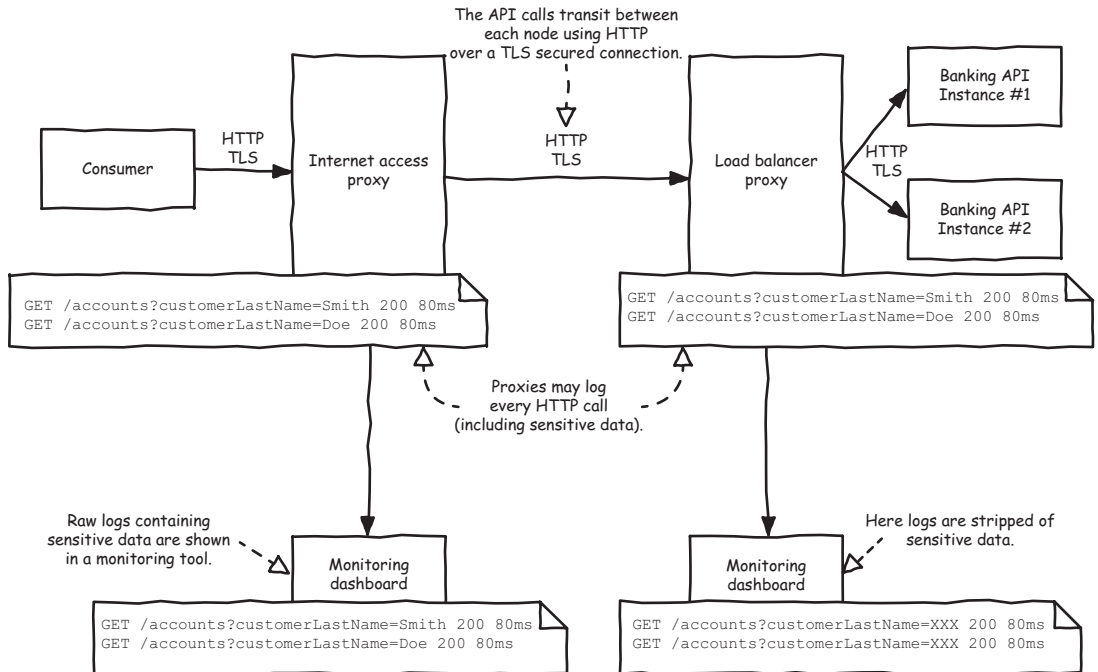 The API calls transit between
each node using HTTP
over a TLS secured connection.
Consumer
HTTP
TLS
Internet access
proxy
HTTP
TLS
Load balancer
proxy
HTTP
TLS
Banking API
Instance #1
Banking API
Instance #2
GET /accounts?customerLastName=Smith 200 80ms
GET /accounts?customerLastName=Doe 200 80ms
GET /accounts?customerLastName=Smith 200 80ms
GET /accounts?customerLastName=Doe 200 80ms
Proxies may log
every HTTP call
(including sensitive data).
Raw logs containing
sensitive data are shown
in a monitoring tool.
Monitoring
dashboard
Monitoring
dashboard
Here logs are stripped of
sensitive data.
GET /accounts?customerLastName=Smith 200 80ms
GET /accounts?customerLastName=Doe 200 80ms
GET /accounts?customerLastName=XXX 200 80ms
GET /accounts?customerLastName=XXX 200 80ms